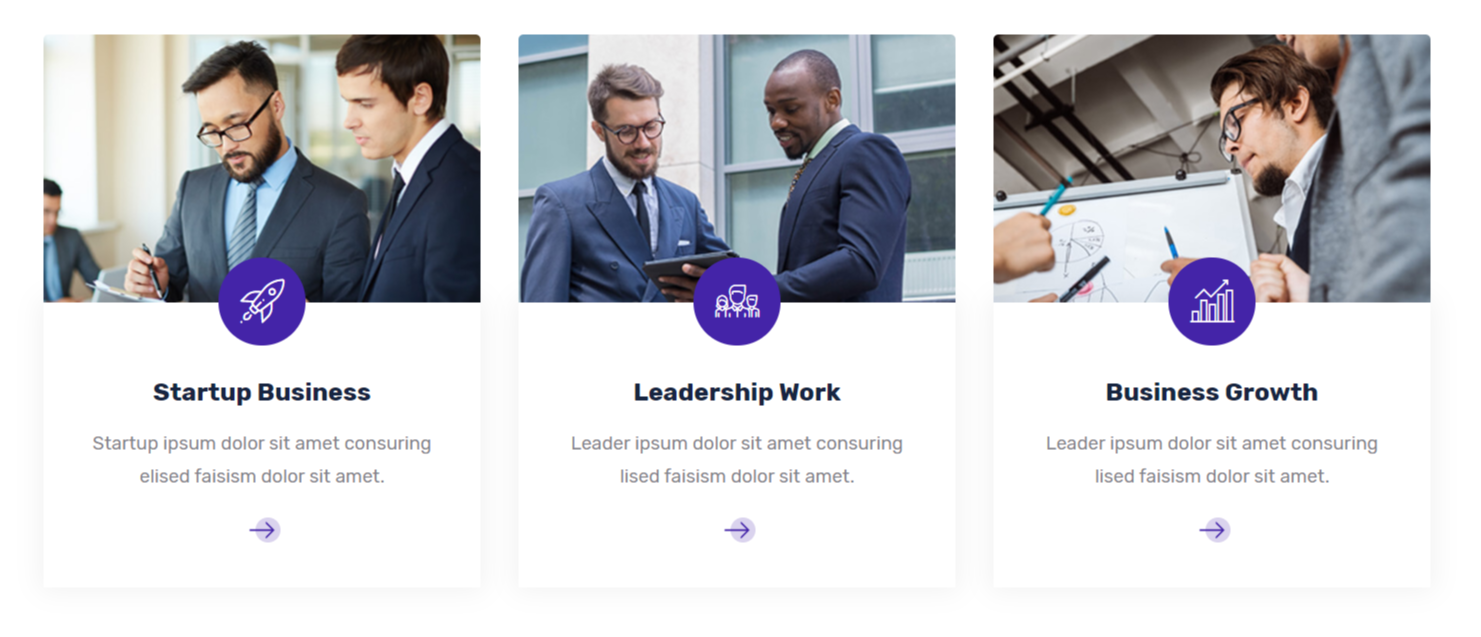 Startup Business
Startup ipsum dolor sit amet consuring
elised faisism dolor sit amet.
Leadership Work
Leader ipsum dolor sit amet consuring
lised faisism dolor sit amet.
Business Growth
Leader ipsum dolor sit amet consuring
lised faisism dolor sit amet.